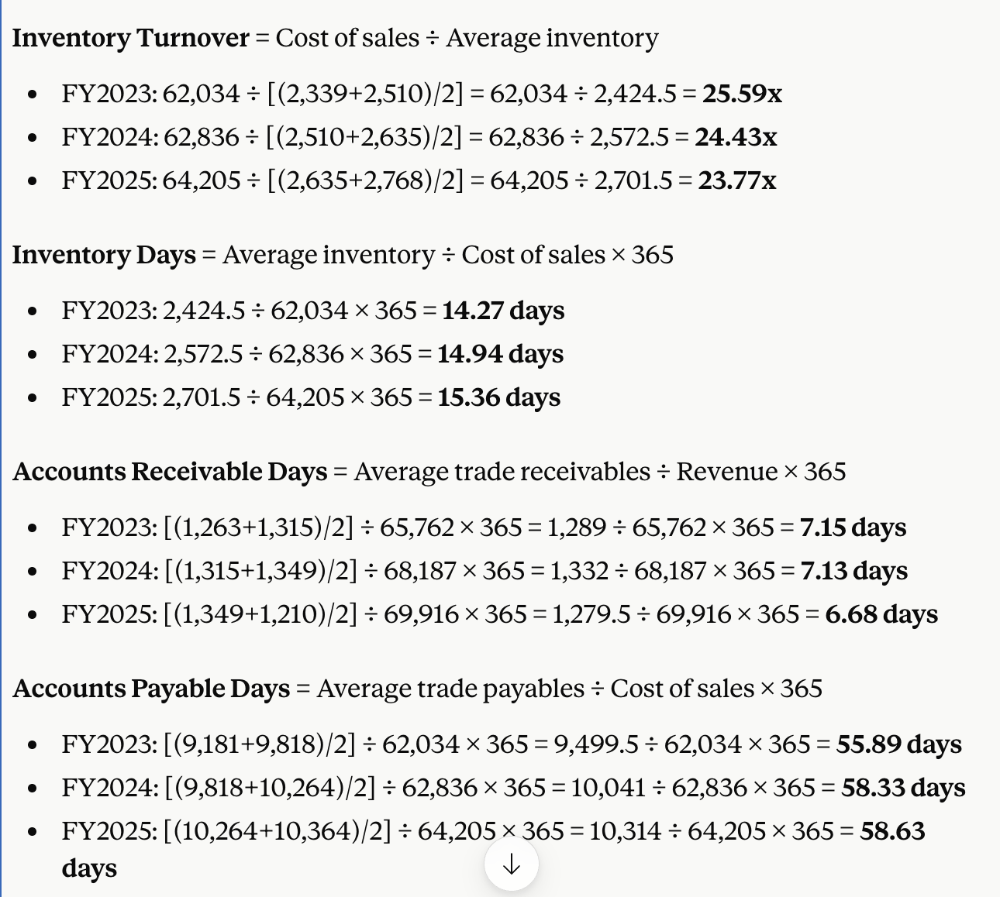 Inventory Turnover = Cost of sales ÷ Average inventory
• FY2023: 62,034 ÷ [(2,339+2,510)/2] = 62,034 ÷ 2,424.5 = 25.59x
• FY2024: 62,836 ÷ [(2,510+2,635)/2] = 62,836 ÷ 2,572.5 = 24.43x
• FY2025: 64,205 ÷ [(2,635+2,768)/2] = 64,205 ÷ 2,701.5 = 23.77x
Inventory Days = Average inventory ÷ Cost of sales × 365
• FY2023: 2,424.5 ÷ 62,034 × 365 = 14.27 days
• FY2024: 2,572.5 ÷ 62,836 × 365 = 14.94 days
• FY2025: 2,701.5 ÷ 64,205 × 365 = 15.36 days
Accounts Receivable Days = Average trade receivables ÷ Revenue × 365
• FY2023: [(1,263+1,315)/2] ÷ 65,762 × 365 = 1,289 ÷ 65,762 × 365 = 7.15 days
• FY2024: [(1,315+1,349)/2] ÷ 68,187 × 365 = 1,332 ÷ 68,187 × 365 = 7.13 days
• FY2025: [(1,349+1,210)/2] ÷ 69,916 × 365 = 1,279.5 ÷ 69,916 × 365 = 6.68 days
Accounts Payable Days = Average trade payables ÷ Cost of sales × 365
• FY2023: [(9,181+9,818)/2] ÷ 62,034 × 365 = 9,499.5 ÷ 62,034 × 365 = 55.89 days
• FY2024: [(9,818+10,264)/2] ÷ 62,836 × 365 = 10,041 ÷ 62,836 × 365 = 58.33 days
• FY2025: [(10,264+10,364)/2] ÷ 64,205 × 365 = 10,314 ÷ 64,205 × 365 = 58.63
days